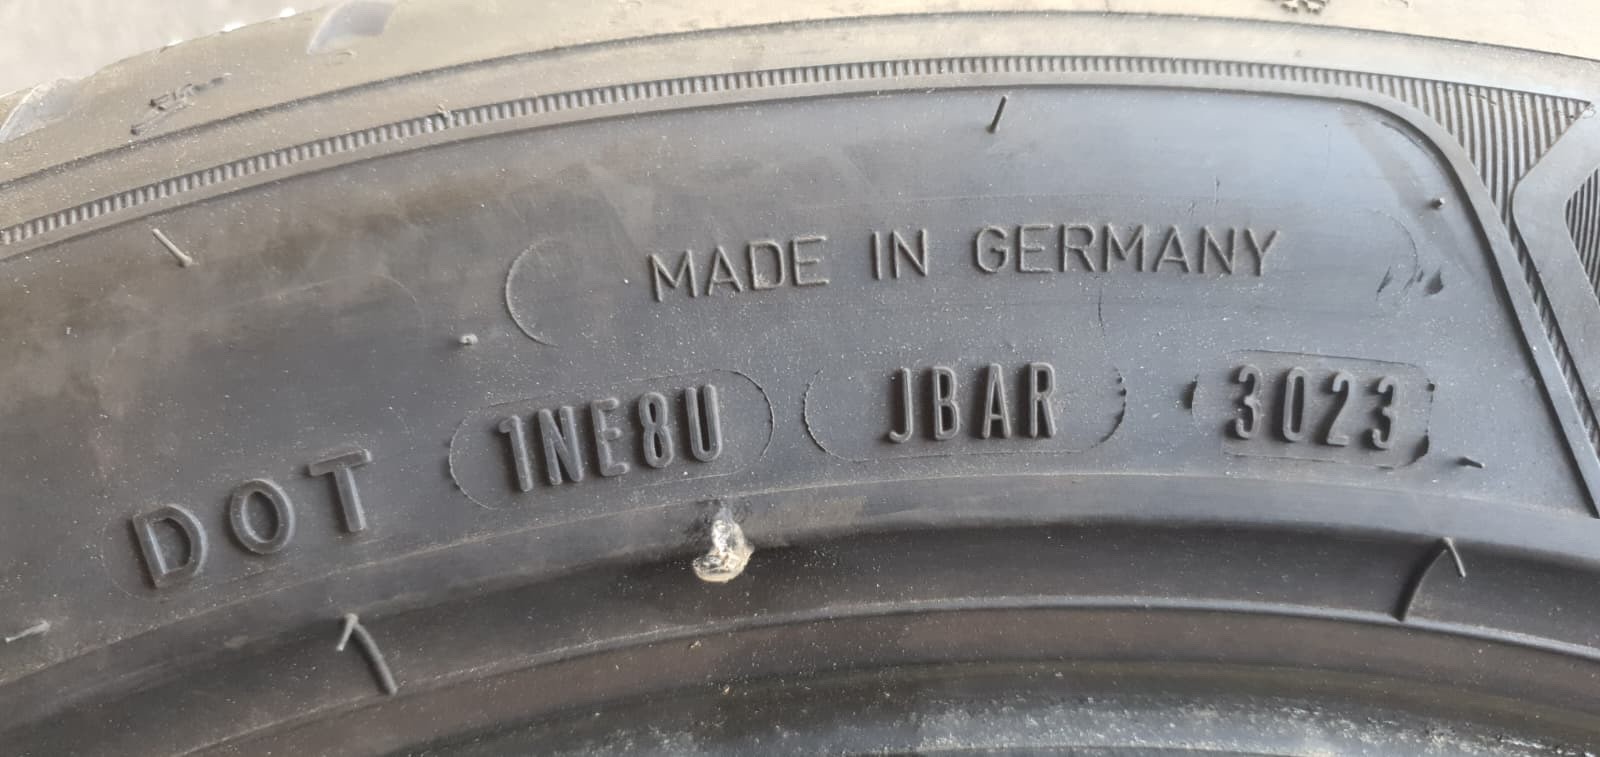 MADE IN GERMANY
DOT 1NE8U JBAR 3023